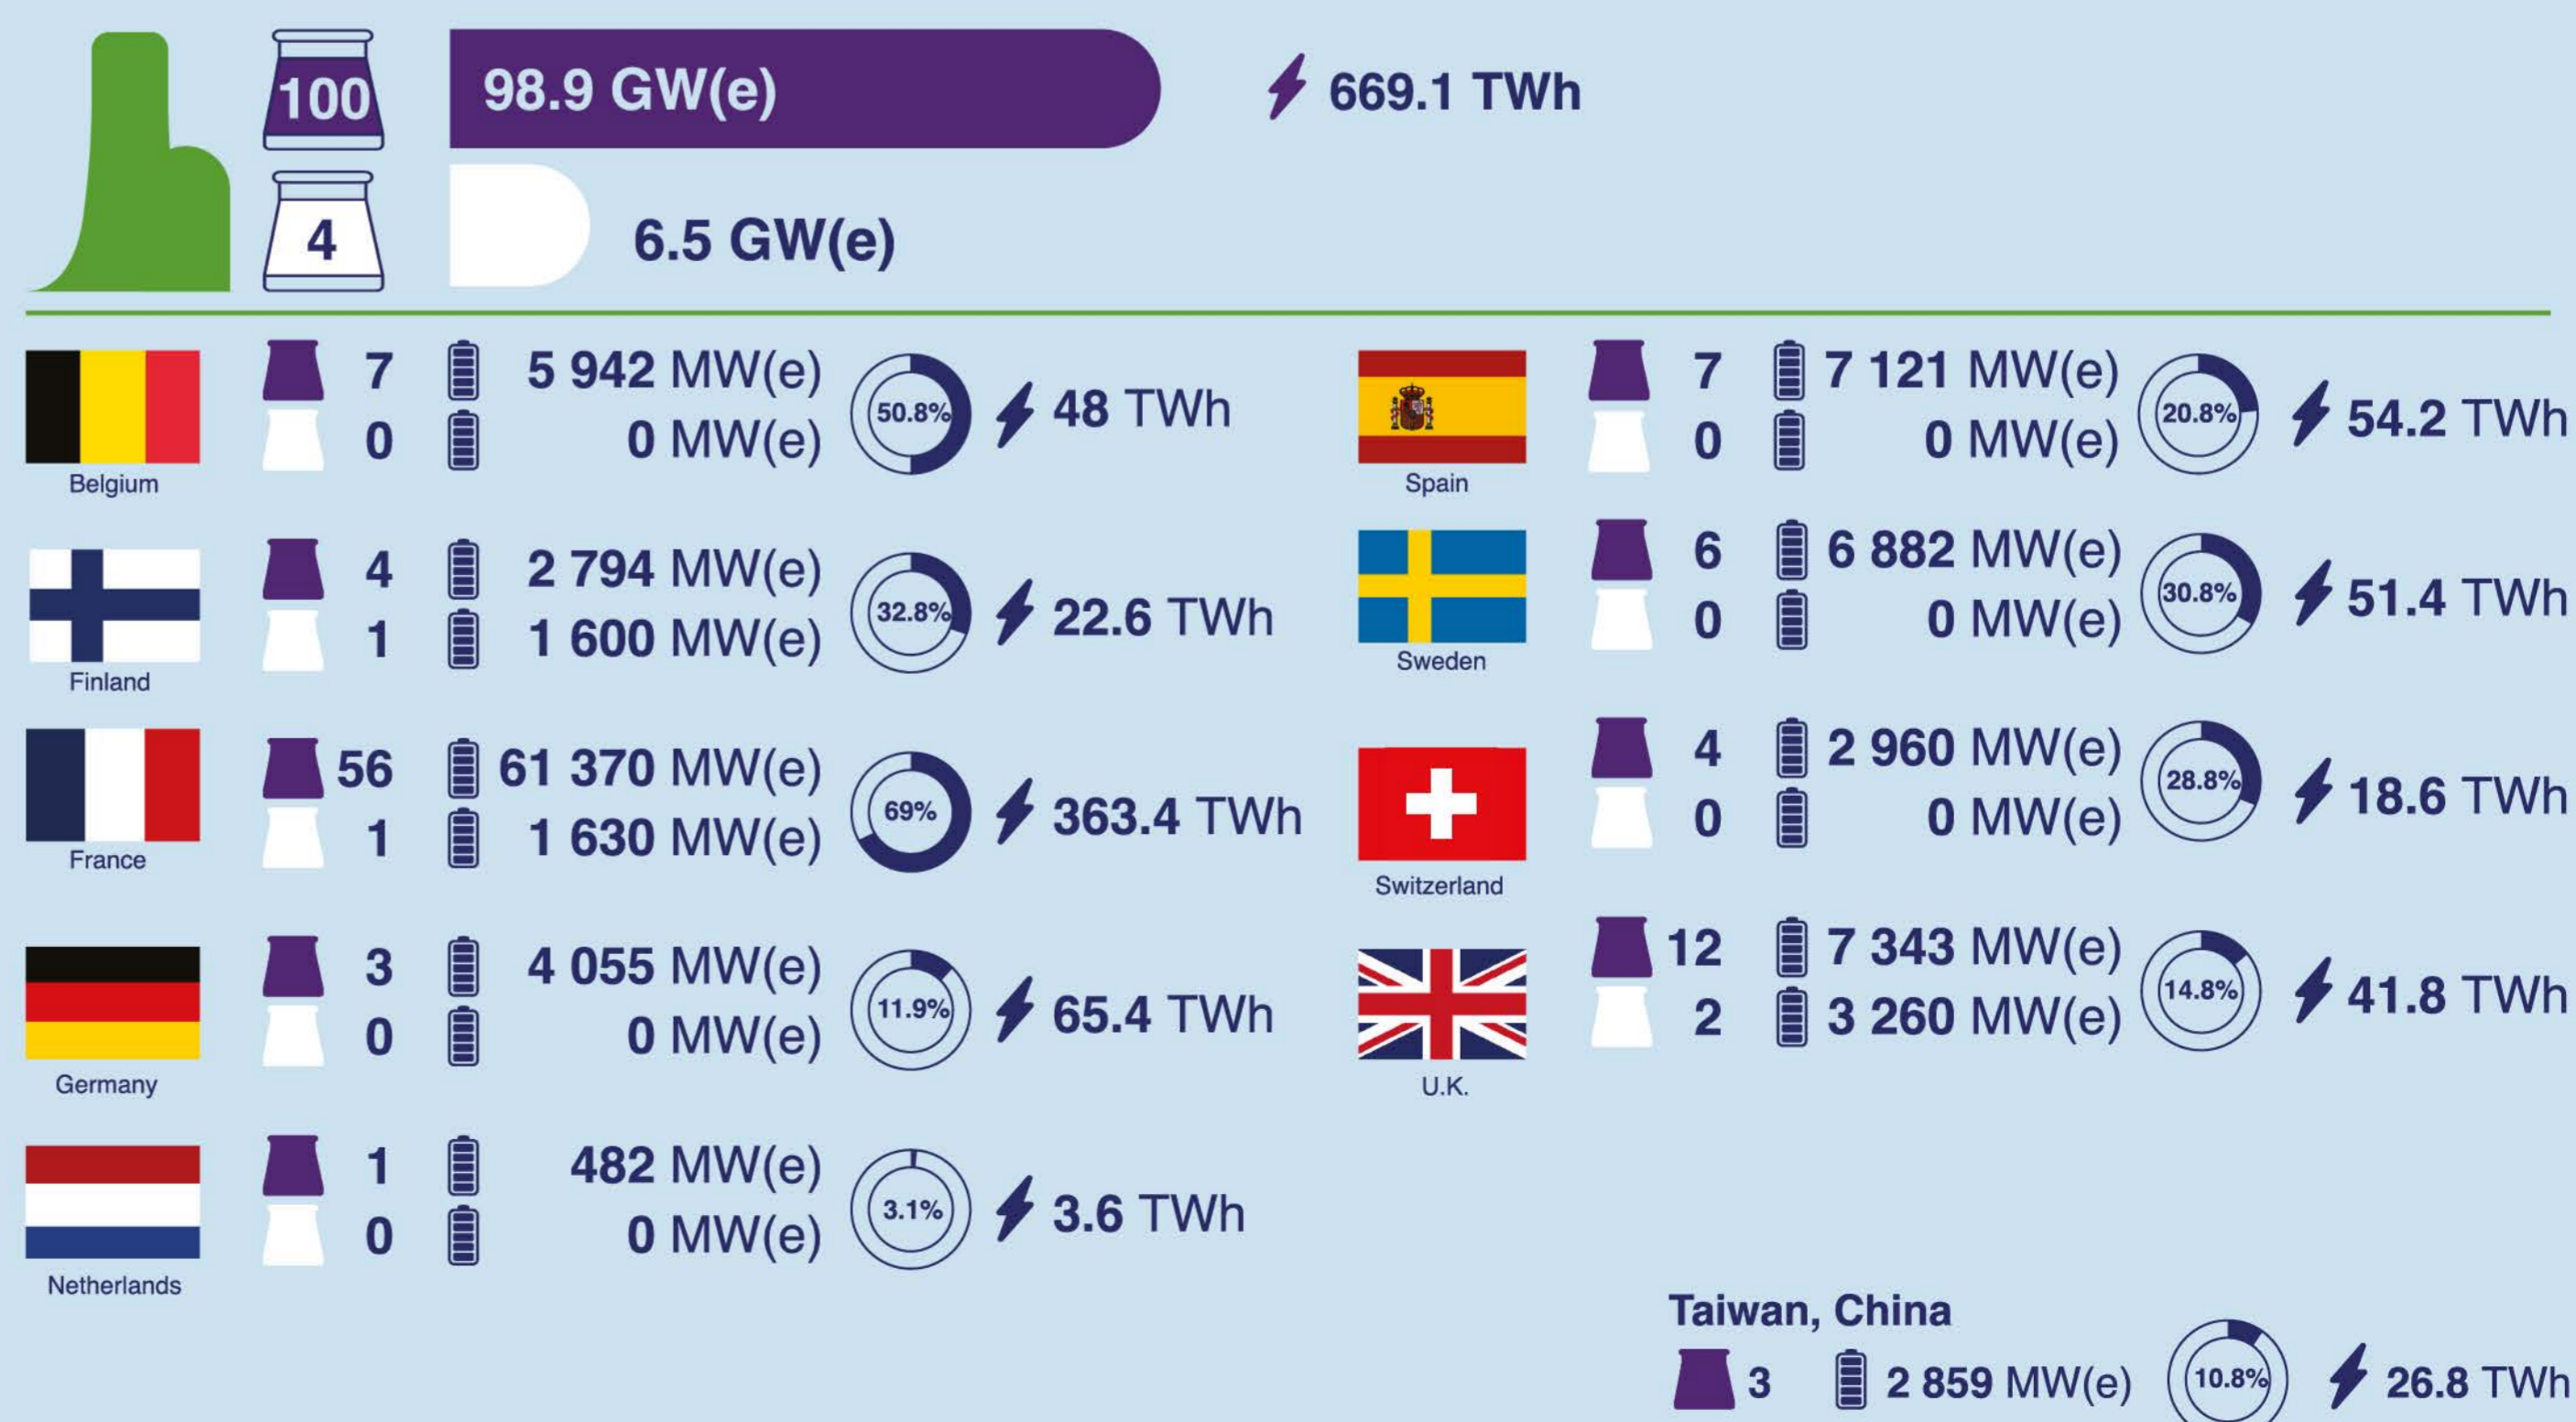 100
98.9 GW(e)
669.1 TWh
4
6.5 GW(e)
7
5 942 MW(e)
0
0 MW(e)
50.8%
48 TWh
Belgium
4
2 794 MW(e)
1
1 600 MW(e)
32.8%
22.6 TWh
Finland
56
61 370 MW(e)
1
1 630 MW(e)
69%
363.4 TWh
France
3
4 055 MW(e)
0
0 MW(e)
11.9%
65.4 TWh
Germany
1
482 MW(e)
0
0 MW(e)
3.1%
3.6 TWh
Netherlands
7
7 121 MW(e)
0
0 MW(e)
20.8%
54.2 TWh
Spain
6
6 882 MW(e)
0
0 MW(e)
30.8%
51.4 TWh
Sweden
4
2 960 MW(e)
0
0 MW(e)
28.8%
18.6 TWh
Switzerland
12
7 343 MW(e)
2
3 260 MW(e)
14.8%
41.8 TWh
U.K.
Taiwan, China
3
2 859 MW(e)
10.8%
26.8 TWh